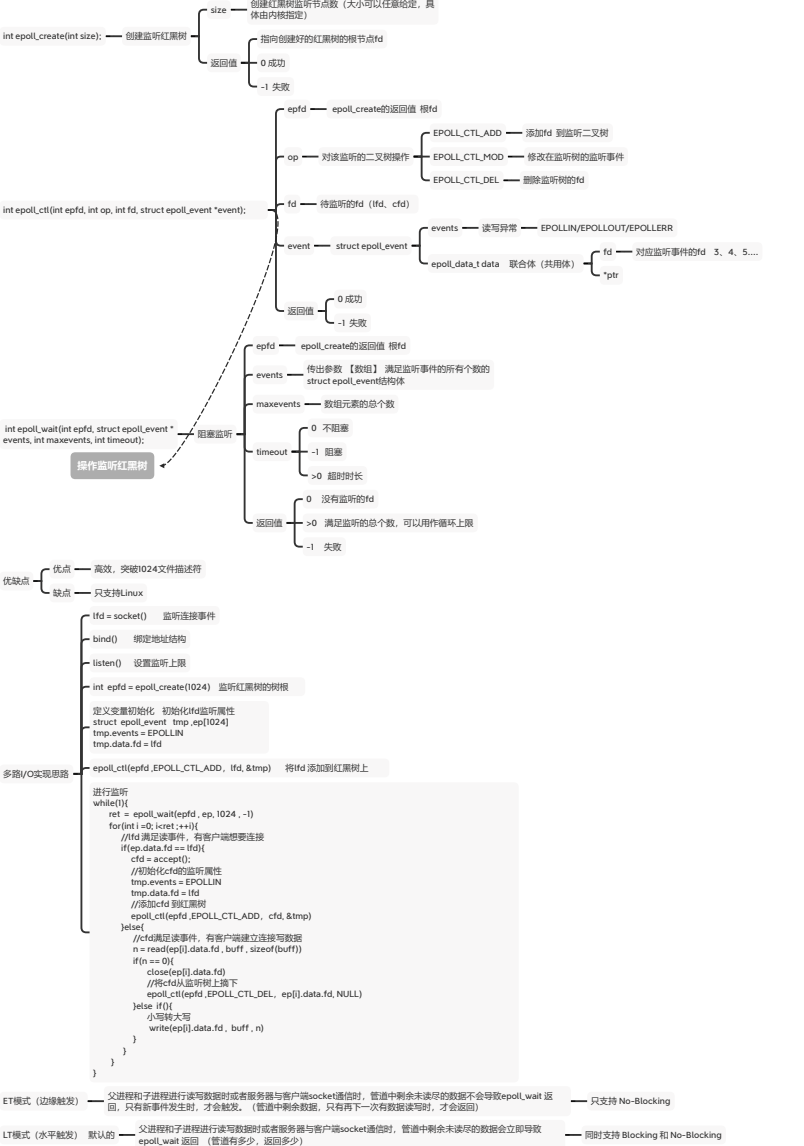 创建红黑树监听节点数（大小可以任意给定，具
体由内核指定）
size
int epoll_create(int size);
创建监听红黑树
指向创建好的红黑树的根节点fd
返回值
0 成功
-1 失败
epfd
epoll_create的返回值 根fd
EPOLL_CTL_ADD
添加fd 到监听二叉树
op
对该监听的二叉树操作
EPOLL_CTL_MOD
修改在监听树的监听事件
EPOLL_CTL_DEL
删除监听树的fd
int epoll_ctl(int epfd, int op, int fd, struct epoll_event *event);
fd
待监听的fd（lfd、cfd）
events
读写异常
EPOLLIN/EPOLLOUT/EPOLLERR
event
struct epoll_event
epoll_data_t data 联合体（共用体）
fd
对应监听事件的fd 3、4、5....
*ptr
返回值
0 成功
-1 失败
epfd
epoll_create的返回值 根fd
events
传出参数 【数组】 满足监听事件的所有个数的
struct epoll_event结构体
maxevents
数组元素的总个数
int epoll_wait(int epfd, struct epoll_event *
events, int maxevents, int timeout);
阻塞监听
操作监听红黑树
timeout
0 不阻塞
-1 阻塞
>0 超时时长
返回值
0 没有监听的fd
>0 满足监听的总个数，可以用作循环上限
-1 失败
优缺点
优点
高效，突破1024文件描述符
缺点
只支持Linux
多路I/O实现思路
lfd = socket() 监听连接事件
bind() 绑定地址结构
listen() 设置监听上限
int epfd = epoll_create(1024) 监听红黑树的树根
定义变量初始化 初始化lfd监听属性
struct epoll_event tmp ,ep[1024]
tmp.events = EPOLLIN
tmp.data.fd = lfd
epoll_ctl(epfd ,EPOLL_CTL_ADD，lfd, &tmp) 将lfd 添加到红黑树上
进行监听
while(1){
ret = epoll_wait(epfd , ep, 1024 , -1)
for(int i =0; i<ret ;++i){
//lfd 满足读事件，有客户端想要连接
if(ep.data.fd == lfd){
cfd = accept();
//初始化cfd的监听属性
tmp.events = EPOLLIN
tmp.data.fd = lfd
//添加cfd 到红黑树
epoll_ctl(epfd ,EPOLL_CTL_ADD，cfd, &tmp)
}else{
//cfd满足读事件，有客户端建立连接写数据
n = read(ep[i].data.fd , buff , sizeof(buff))
if(n == 0){
close(ep[i].data.fd)
//将cfd从监听树上摘下
epoll_ctl(epfd ,EPOLL_CTL_DEL，ep[i].data.fd, NULL)
}else if(){
小写转大写
write(ep[i].data.fd , buff , n)
}
}
}
}
ET模式（边缘触发）
父进程和子进程进行读写数据时或者服务器与客户端socket通信时，管道中剩余未读尽的数据不会导致epoll_wait 返
回，只有新事件发生时，才会触发。（管道中剩余数据，只有再下一次有数据读写时，才会返回）
只支持 No-Blocking
LT模式（水平触发） 默认的
父进程和子进程进行读写数据时或者服务器与客户端socket通信时，管道中剩余未读尽的数据会立即导致
epoll_wait 返回 （管道有多少，返回多少）
同时支持 Blocking 和 No-Blocking